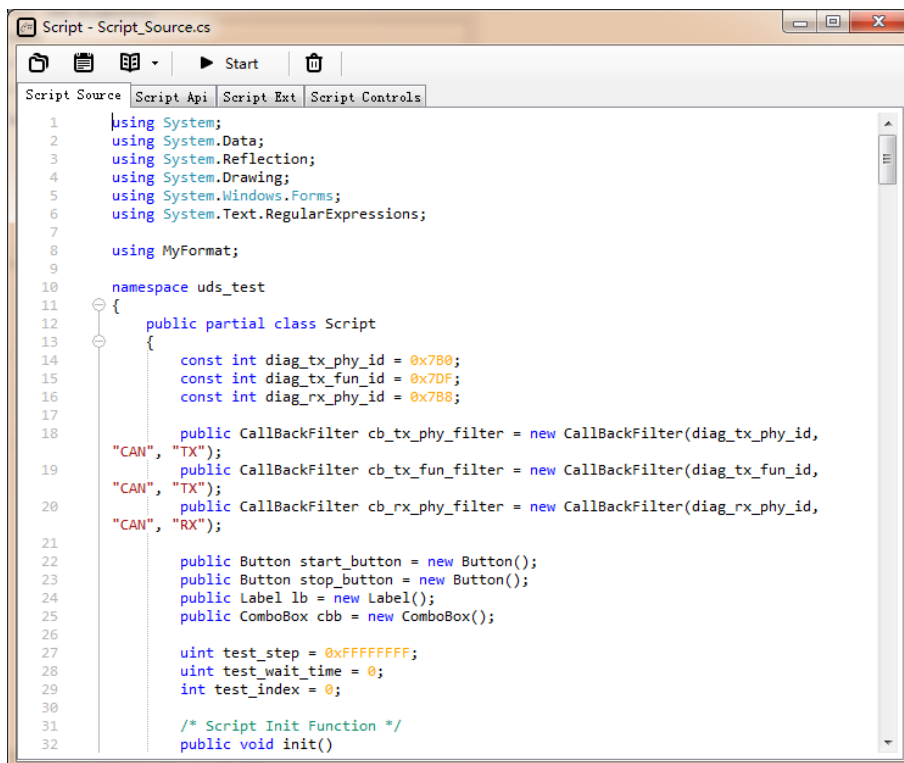 Script - Script_Source.cs
Start
Script Source Script Api Script Ext Script Controls
1 using System;
2 using System.Data;
3 using System.Reflection;
4 using System.Drawing;
5 using System.Windows.Forms;
6 using System.Text.RegularExpressions;
7
8 using MyFormat;
9
10 namespace uds_test
11 {
12 public partial class Script
13 {
14 const int diag_tx_phy_id = 0x7B0;
15 const int diag_tx_fun_id = 0x7DF;
16 const int diag_rx_phy_id = 0x7B8;
17
18 public CallBackFilter cb_tx_phy_filter = new CallBackFilter(diag_tx_phy_id,
"CAN", "TX");
19 public CallBackFilter cb_tx_fun_filter = new CallBackFilter(diag_tx_fun_id,
"CAN", "TX");
20 public CallBackFilter cb_rx_phy_filter = new CallBackFilter(diag_rx_phy_id,
"CAN", "RX");
21
22 public Button start_button = new Button();
23 public Button stop_button = new Button();
24 public Label lb = new Label();
25 public ComboBox cbb = new ComboBox();
26
27 uint test_step = 0xFFFFFFFF;
28 uint test_wait_time = 0;
29 int test_index = 0;
30
31 /* Script Init Function */
32 public void init()